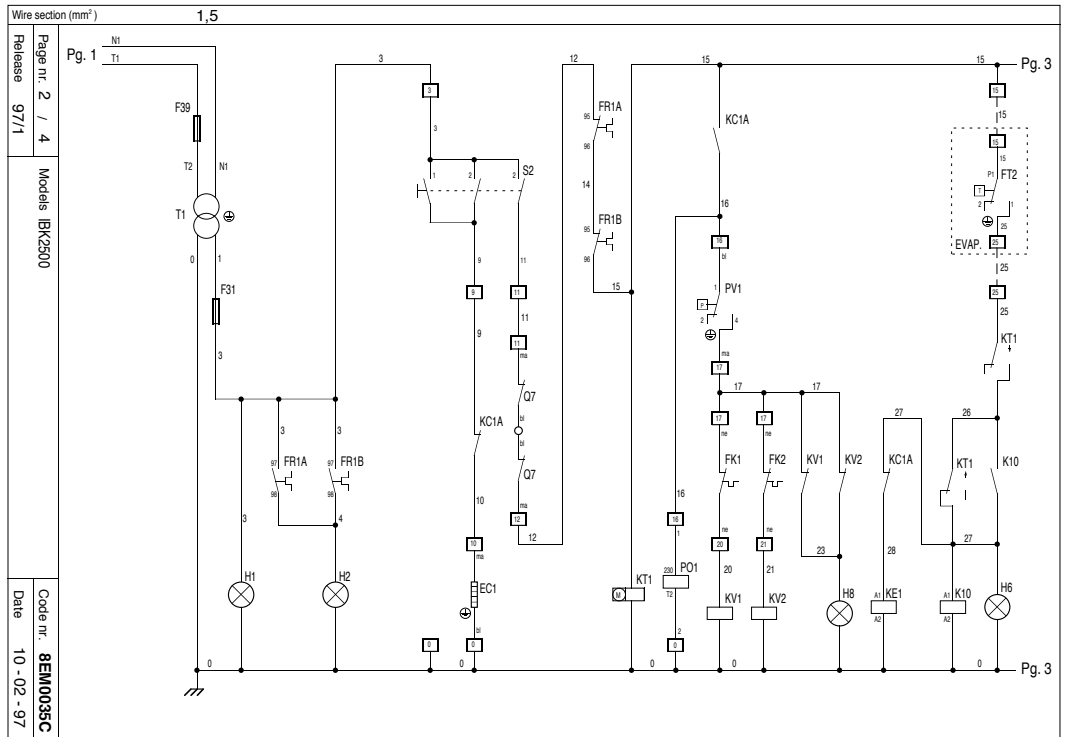 Wire section (mm²) 1,5
Page nr. 2 / 4
Release 97/1
Models IBK2500
Code nr. 8EM0035C
Date 10 - 02 - 97
Pg. 1
N1
T1
3
12
15
15
Pg. 3
3
15
F39
FR1A
95
96
3
KC1A
15
15
15
P1
FT2
T
2
1
T2
N1
1
2
2
S2
14
16
25
T1
FR1B
95
96
16
bl
EVAP.
25
0
1
9
11
15
25
F31
9
11
1
PV1
P
2
4
25
25
9
11
11
ma
KT1
3
ma
17
Q7
17
17
bl
KC1A
bl
17
ne
17
ne
27
26
3
3
97
98
FR1A
97
98
FR1B
Q7
FK1
FK2
KV1
KV2
KC1A
KT1
K10
10
ma
16
3
4
12
12
16
1
ne
ne
27
10
ma
20
21
23
28
H1
H2
EC1
M
KT1
230
PO1
T2
20
21
KV1
KV2
H8
A1
KE1
A2
A1
K10
A2
H6
bl
2
0
0
0
0
0
0
0
0
Pg. 3